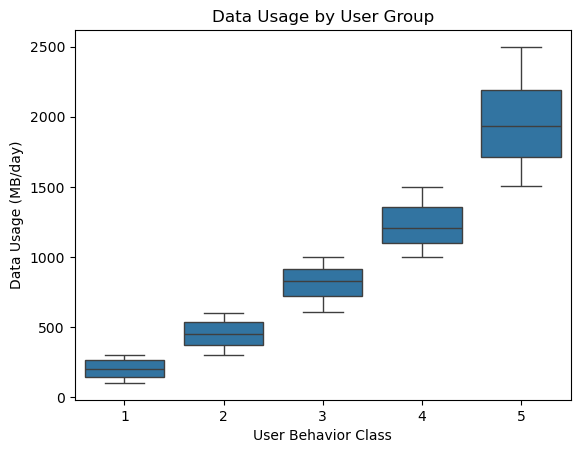 Data Usage by User Group
Data Usage (MB/day)
2500
2000
1500
1000
500
0
1 2 3 4 5
User Behavior Class